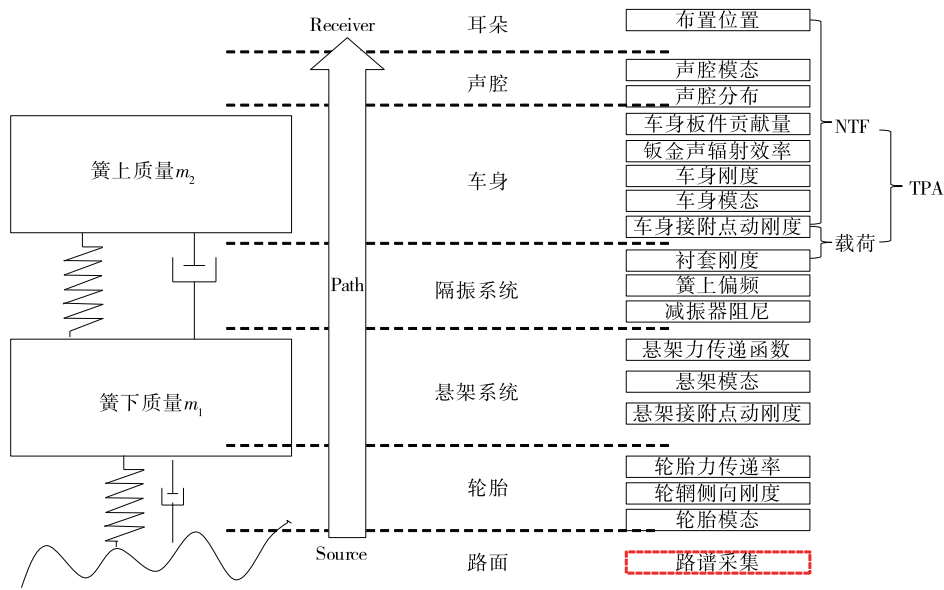 Receiver
耳朵
布置位置
声腔
声腔模态
声腔分布
车身板件贡献量
NTF
钣金声辐射效率
簧上质量m2
车身
车身刚度
TPA
车身模态
车身接附点动刚度
载荷
衬套刚度
Path
隔振系统
簧上偏频
减振器阻尼
悬架力传递函数
簧下质量m1
悬架系统
悬架模态
悬架接附点动刚度
轮胎力传递率
轮胎
轮辋侧向刚度
轮胎模态
Source
路面
路谱采集